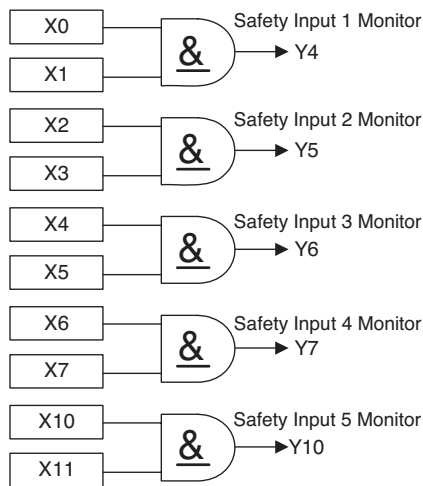 X0
Safety Input 1 Monitor
&
Y4
X1
X2
Safety Input 2 Monitor
&
Y5
X3
X4
Safety Input 3 Monitor
&
Y6
X5
X6
Safety Input 4 Monitor
&
Y7
X7
X10
Safety Input 5 Monitor
&
Y10
X11